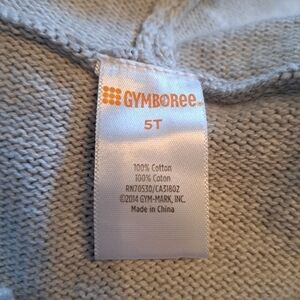 GYMBOREE
5T
100% Cotton
100% Coton
RN70530/CA31802
©2014 GYM-MARK, INC.
Made in China